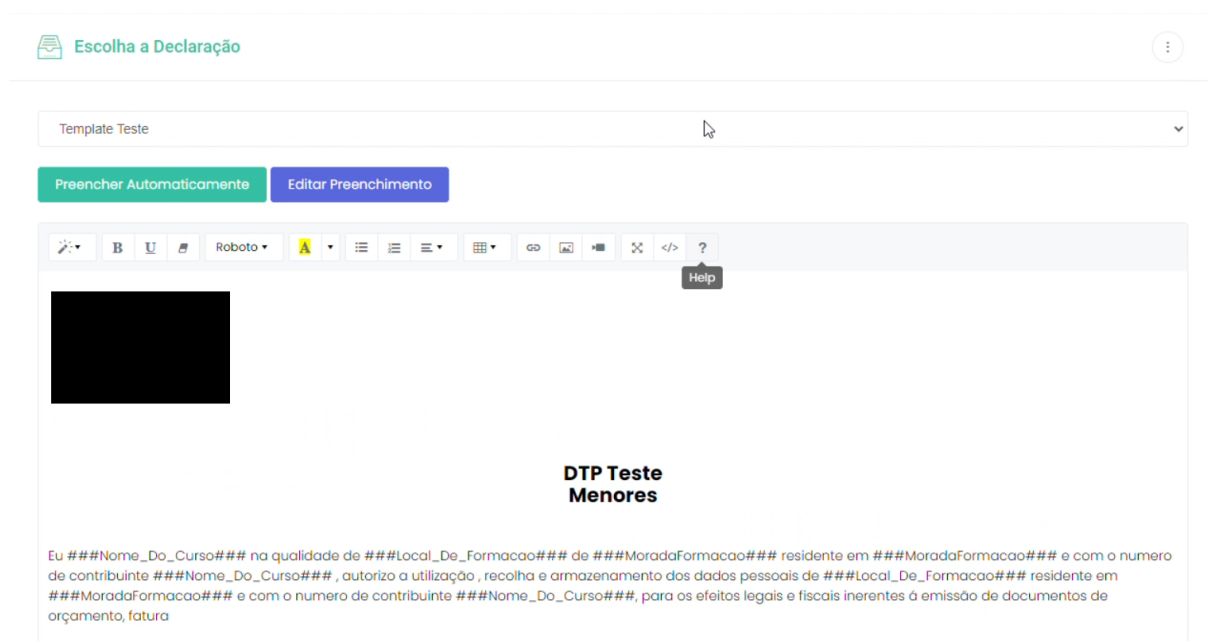 Escolha a Declaração
Template Teste
Preencher Automaticamente Editar Preenchimento
B U Roboto A </> ?
Help
DTP Teste
Menores
Eu ###Nome_Do_Curso### na qualidade de ###Local_De_Formacao### de ###MoradaFormacao### residente em ###MoradaFormacao### e com o numero
de contribuinte ###Nome_Do_Curso### , autorizo a utilização , recolha e armazenamento dos dados pessoais de ###Local_De_Formacao### residente em
###MoradaFormacao### e com o numero de contribuinte ###Nome_Do_Curso###, para os efeitos legais e fiscais inerentes á emissão de documentos de
orçamento, fatura